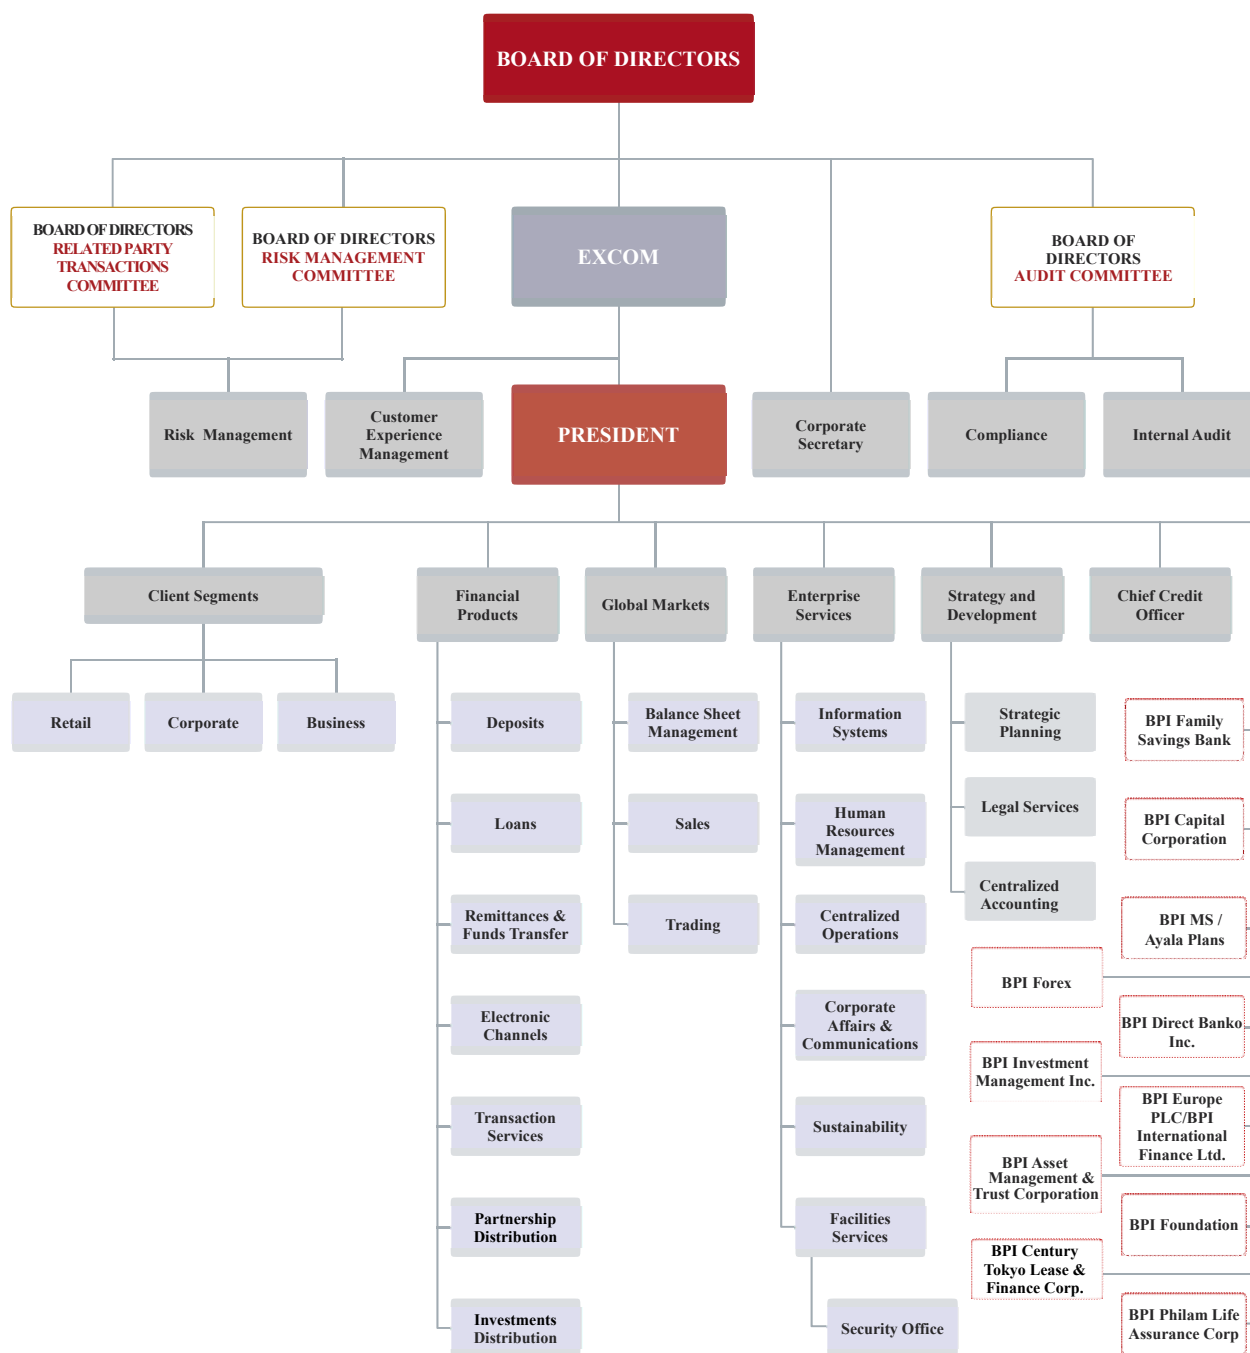 BOARD OF DIRECTORS
BOARD OF DIRECTORS
RELATED PARTY
TRANSACTIONS
COMMITTEE
BOARD OF DIRECTORS
RISK MANAGEMENT
COMMITTEE
EXCOM
BOARD OF
DIRECTORS
AUDIT COMMITTEE
Risk Management
Customer
Experience
Management
PRESIDENT
Corporate
Secretary
Compliance
Internal Audit
Client Segments
Financial
Products
Global Markets
Enterprise
Services
Strategy and
Development
Chief Credit
Officer
Retail
Corporate
Business
Deposits
Loans
Remittances &
Funds Transfer
Electronic
Channels
Transaction
Services
Partnership
Distribution
Investments
Distribution
Balance Sheet
Management
Sales
Trading
Information
Systems
Human
Resources
Management
Centralized
Operations
Corporate
Affairs &
Communications
Sustainability
Facilities
Services
Security Office
Strategic
Planning
Legal Services
Centralized
Accounting
BPI Forex
BPI Investment
Management Inc.
BPI Asset
Management &
Trust Corporation
BPI Century
Tokyo Lease &
Finance Corp.
BPI Family
Savings Bank
BPI Capital
Corporation
BPI MS /
Ayala Plans
BPI Direct Banko
Inc.
BPI Europe
PLC/BPI
International
Finance Ltd.
BPI Foundation
BPI Philam Life
Assurance Corp